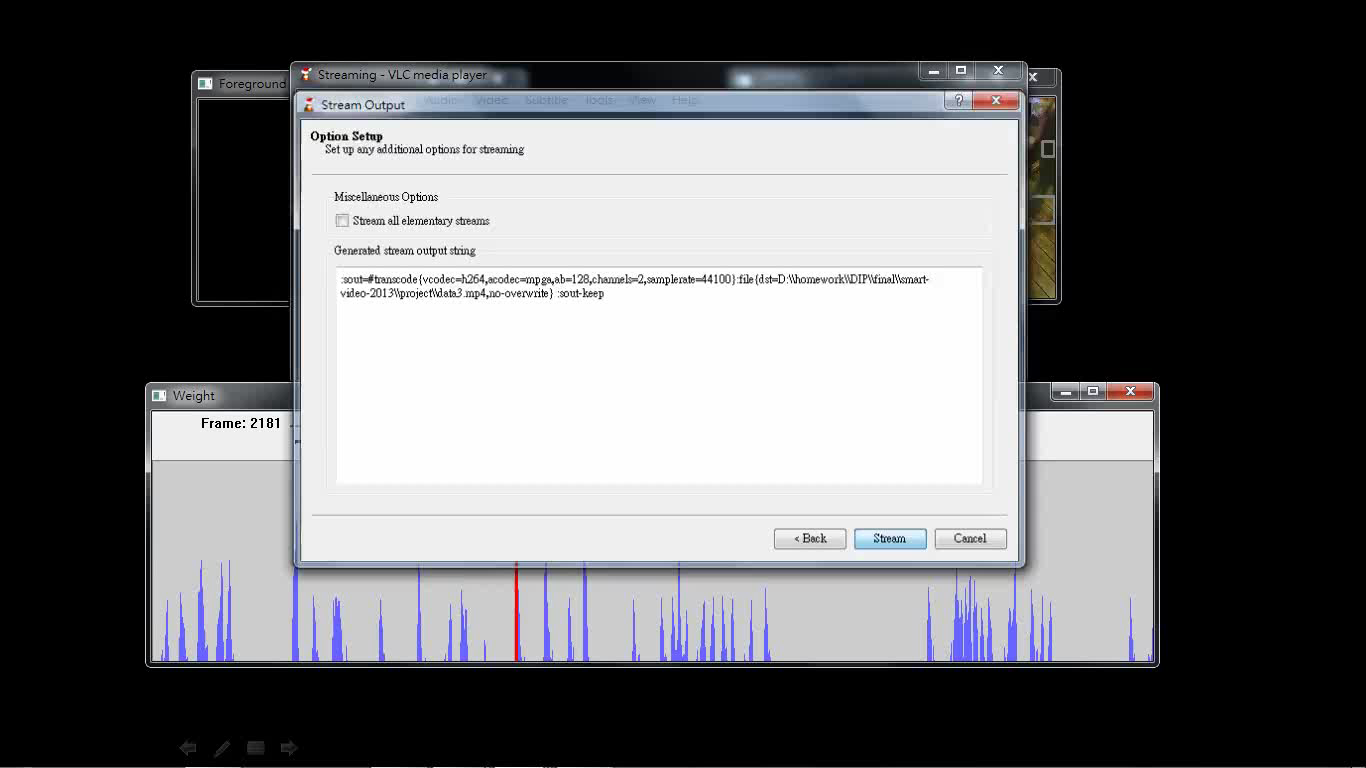 Streaming - VLC media player
Foreground
Stream Output
Audio Video Subtitle Tools View Help
Option Setup
Set up any additional options for streaming
Miscellaneous Options
Stream all elementary streams
Generated stream output string
:sout=#transcode{vcodec=h264,acodec=mpga,ab=128,channels=2,samplerate=44100}:file{dst=D:\\homework\\DIP\\final\\smart-
video-2013\\project\\data3.mp4,no-overwrite} :sout-keep
Weight
Frame: 2181
< Back Stream Cancel